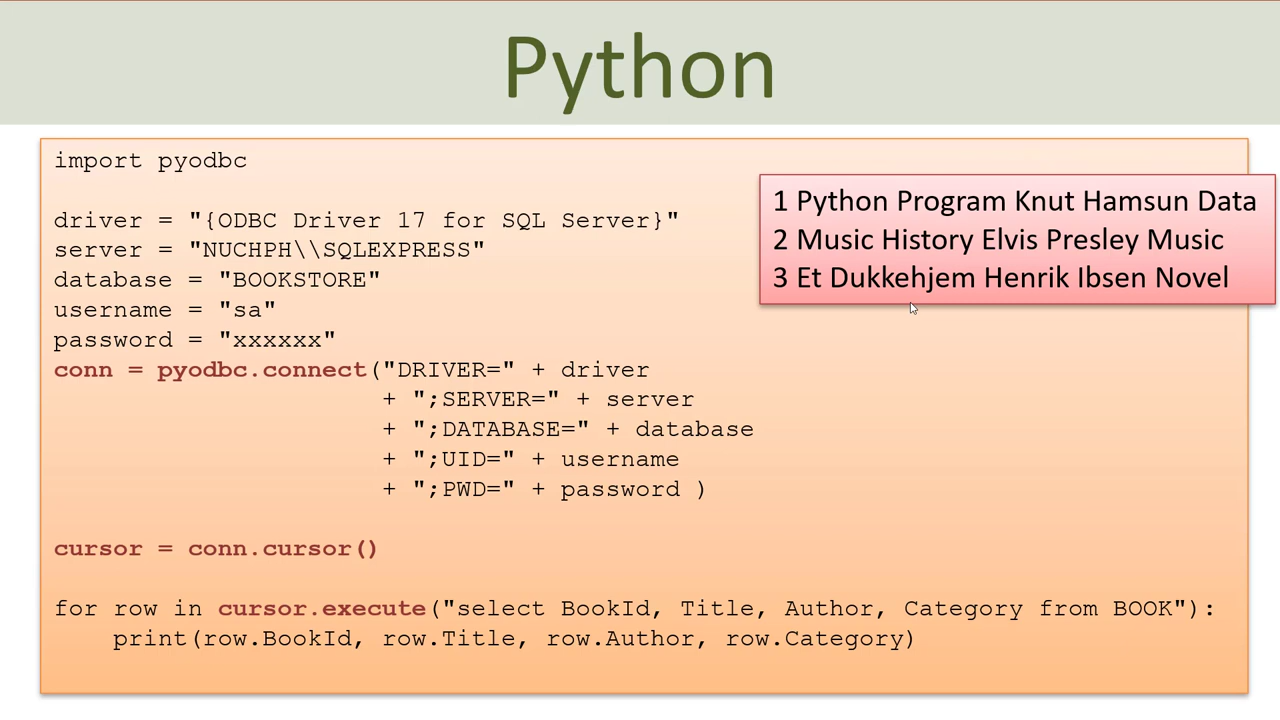 Python
import pyodbc
driver = "{ODBC Driver 17 for SQL Server}"
server = "NUCHPH\\SQLEXPRESS"
database = "BOOKSTORE"
username = "sa"
password = "xxxxxx"
conn = pyodbc.connect("DRIVER=" + driver
+ ";SERVER=" + server
+ ";DATABASE=" + database
+ ";UID=" + username
+ ";PWD=" + password )
cursor = conn.cursor()
for row in cursor.execute("select BookId, Title, Author, Category from BOOK"):
print(row.BookId, row.Title, row.Author, row.Category)
1 Python Program Knut Hamsun Data
2 Music History Elvis Presley Music
3 Et Dukkehjem Henrik Ibsen Novel